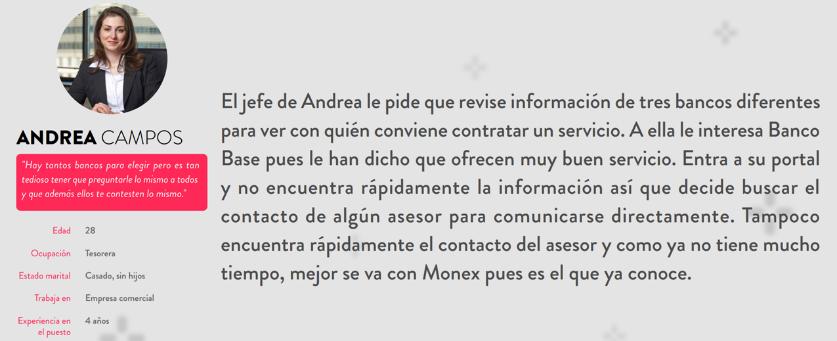 ANDREA CAMPOS
"Hay tantos bancos para elegir pero es tan
tedioso tener que preguntarle lo mismo a todos
y que además ellos te contesten lo mismo."
Edad 28
Ocupación Tesorera
Estado marital Casado, sin hijos
Trabaja en Empresa comercial
Experiencia en 4 años
el puesto
El jefe de Andrea le pide que revise información de tres bancos diferentes
para ver con quién conviene contratar un servicio. A ella le interesa Banco
Base pues le han dicho que ofrecen muy buen servicio. Entra a su portal
y no encuentra rápidamente la información así que decide buscar el
contacto de algún asesor para comunicarse directamente. Tampoco
encuentra rápidamente el contacto del asesor y como ya no tiene mucho
tiempo, mejor se va con Monex pues es el que ya conoce.